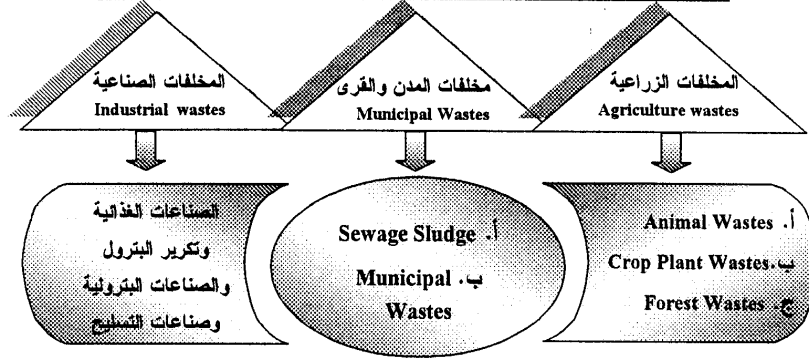 المخلفات الزراعية
Agriculture wastes
مخلفات المدن والقرى
Municipal Wastes
المخلفات الصناعية
Industrial wastes
أ. Animal Wastes
ب. Crop Plant Wastes
ج. Forest Wastes
أ. Sewage Sludge
ب. Municipal
Wastes
الصناعات الغذائية
وتكرير البترول
والصناعات البترولية
وصناعات التسليح